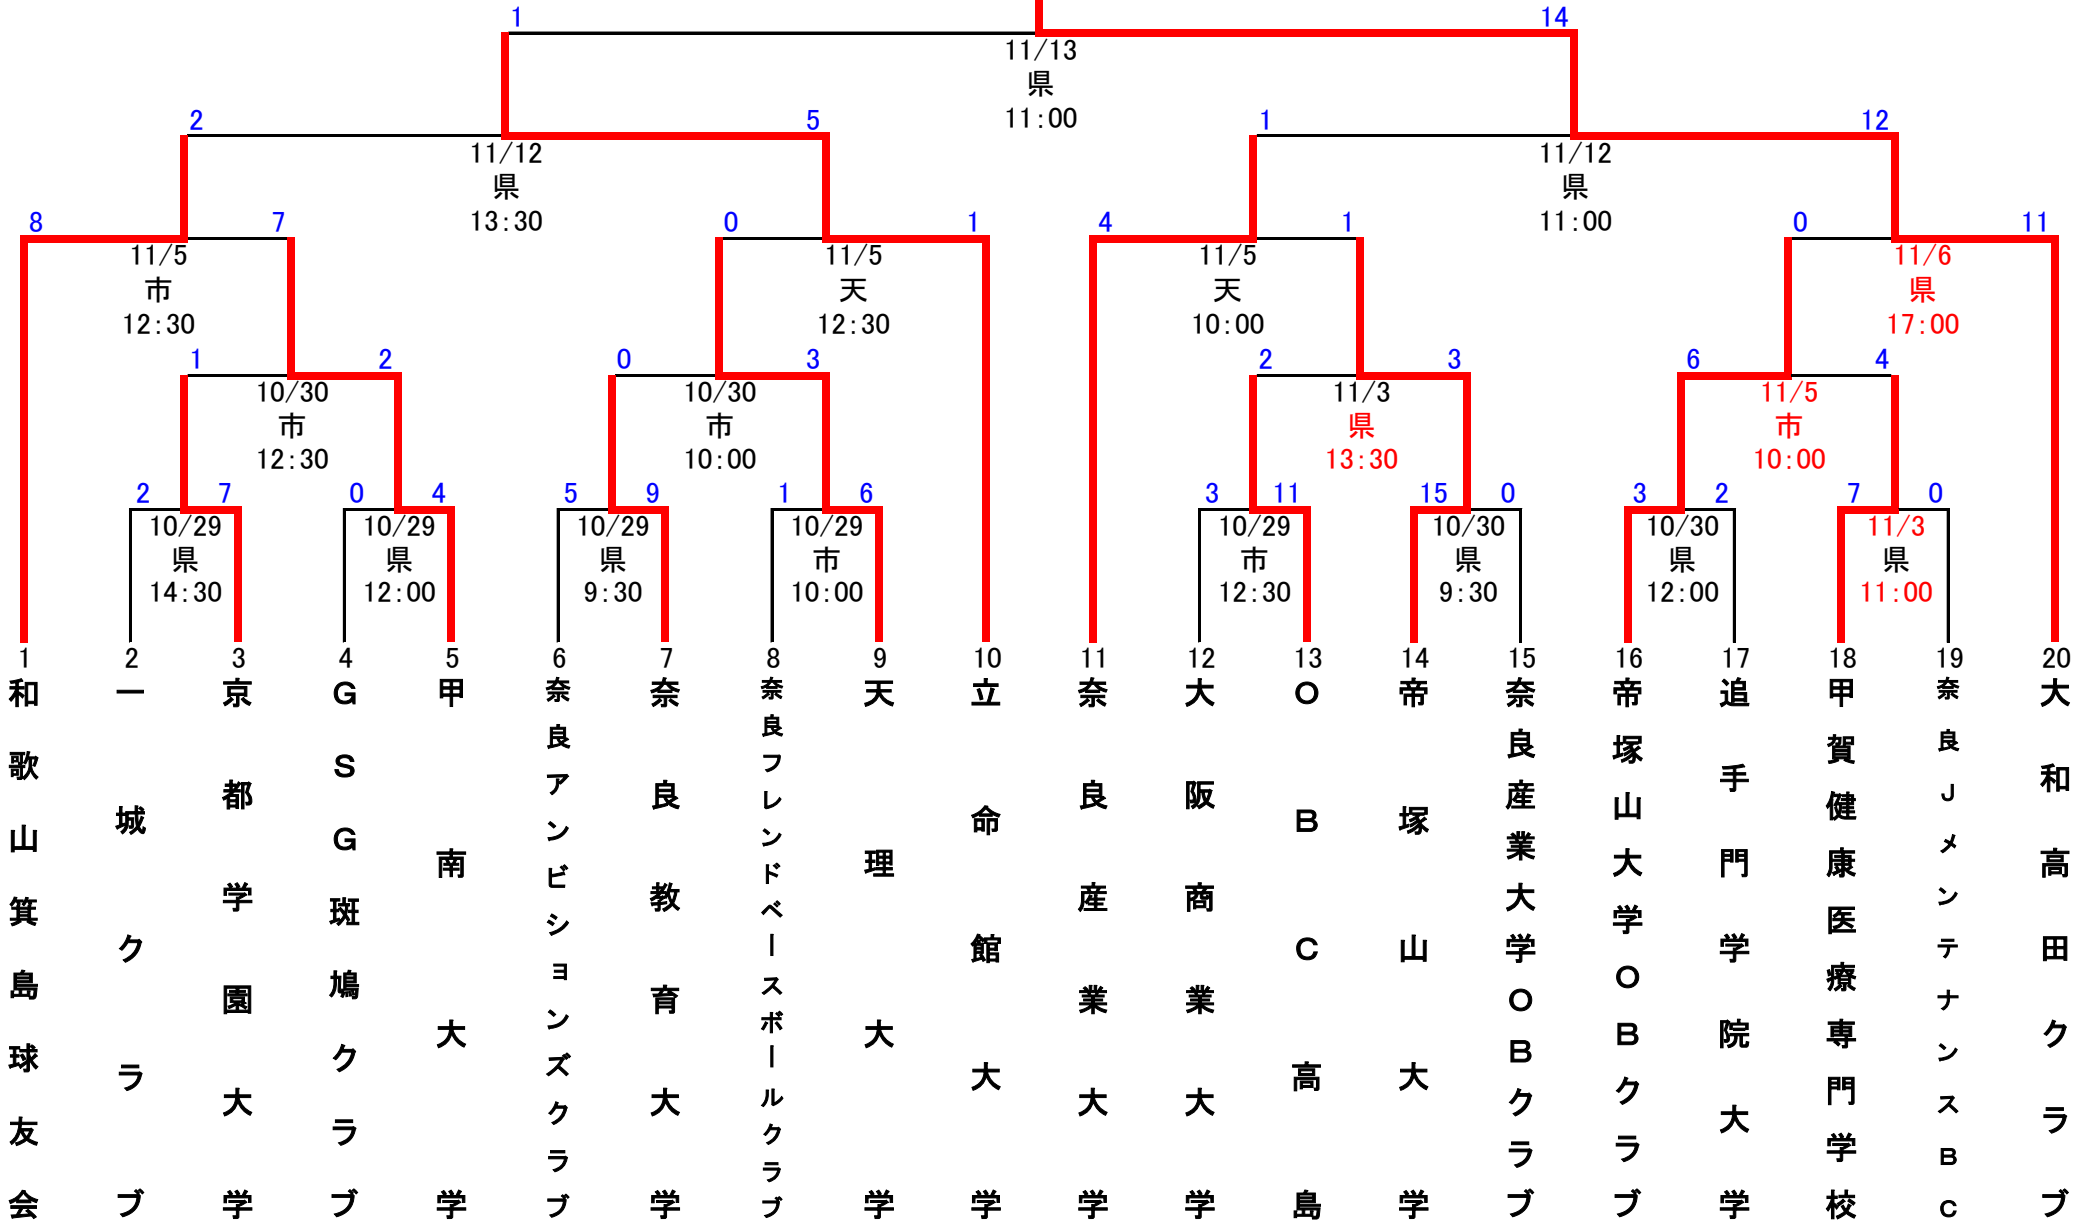 1 14
11/13
県
11:00
2 5 1 12
11/12 11/12
県 県
13:30 11:00
8 7 0 1 4 1 0 11
11/5 11/5 11/5 11/6
市 天 天 県
12:30 12:30 10:00 17:00
1 2 0 3 2 3 6 4
10/30 10/30 11/3 11/5
市 市 県 市
12:30 10:00 13:30 10:00
2 7 0 4 5 9 1 6 3 11 15 0 3 2 7 0
10/29 10/29 10/29 10/29 10/29 10/30 10/30 11/3
県 県 県 市 市 県 県 県
14:30 12:00 9:30 10:00 12:30 9:30 12:00 11:00
1 2 3 4 5 6 7 8 9 10 11 12 13 14 15 16 17 18 19 20
和歌山箕島球友会
一城クラブ
京都学園大学
GSG斑鳩クラブ
甲南大学
奈良アンビションズクラブ
奈良教育大学
奈良フレンドベースボールクラブ
天理大学
立命館大学
奈良産業大学
大阪商業大学
OBC高島
帝塚山大学
奈良産業大学OBクラブ
帝塚山大学OBクラブ
追手門学院大学
甲賀健康医療専門学校
奈良JメンテナンスBC
大和高田クラブ